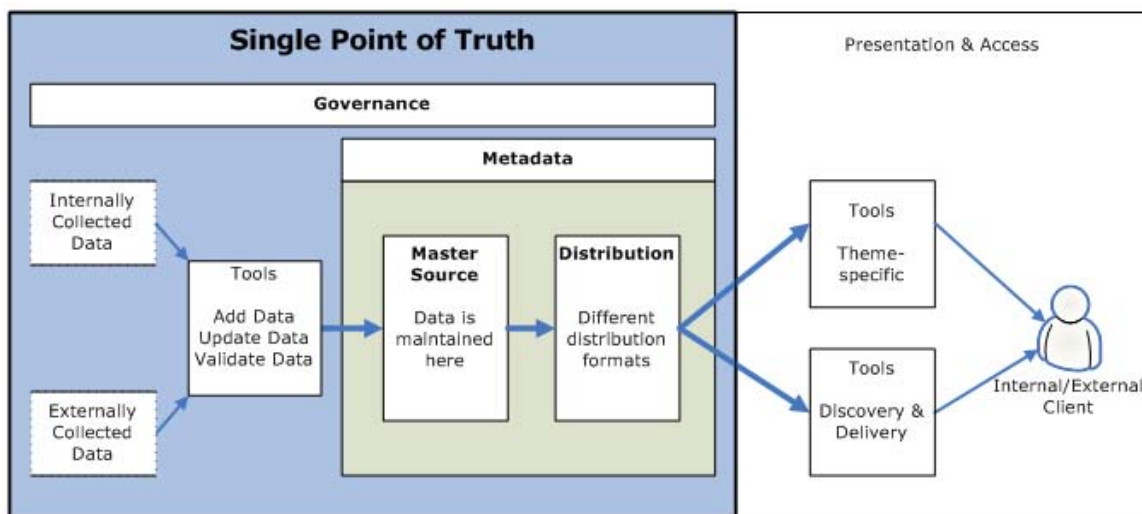 Single Point of Truth
Presentation & Access
Governance
Metadata
Internally
Collected
Data
Externally
Collected
Data
Tools
Add Data
Update Data
Validate Data
Master
Source
Data is
maintained
here
Distribution
Different
distribution
formats
Tools
Theme-
specific
Tools
Discovery &
Delivery
Internal/External
Client